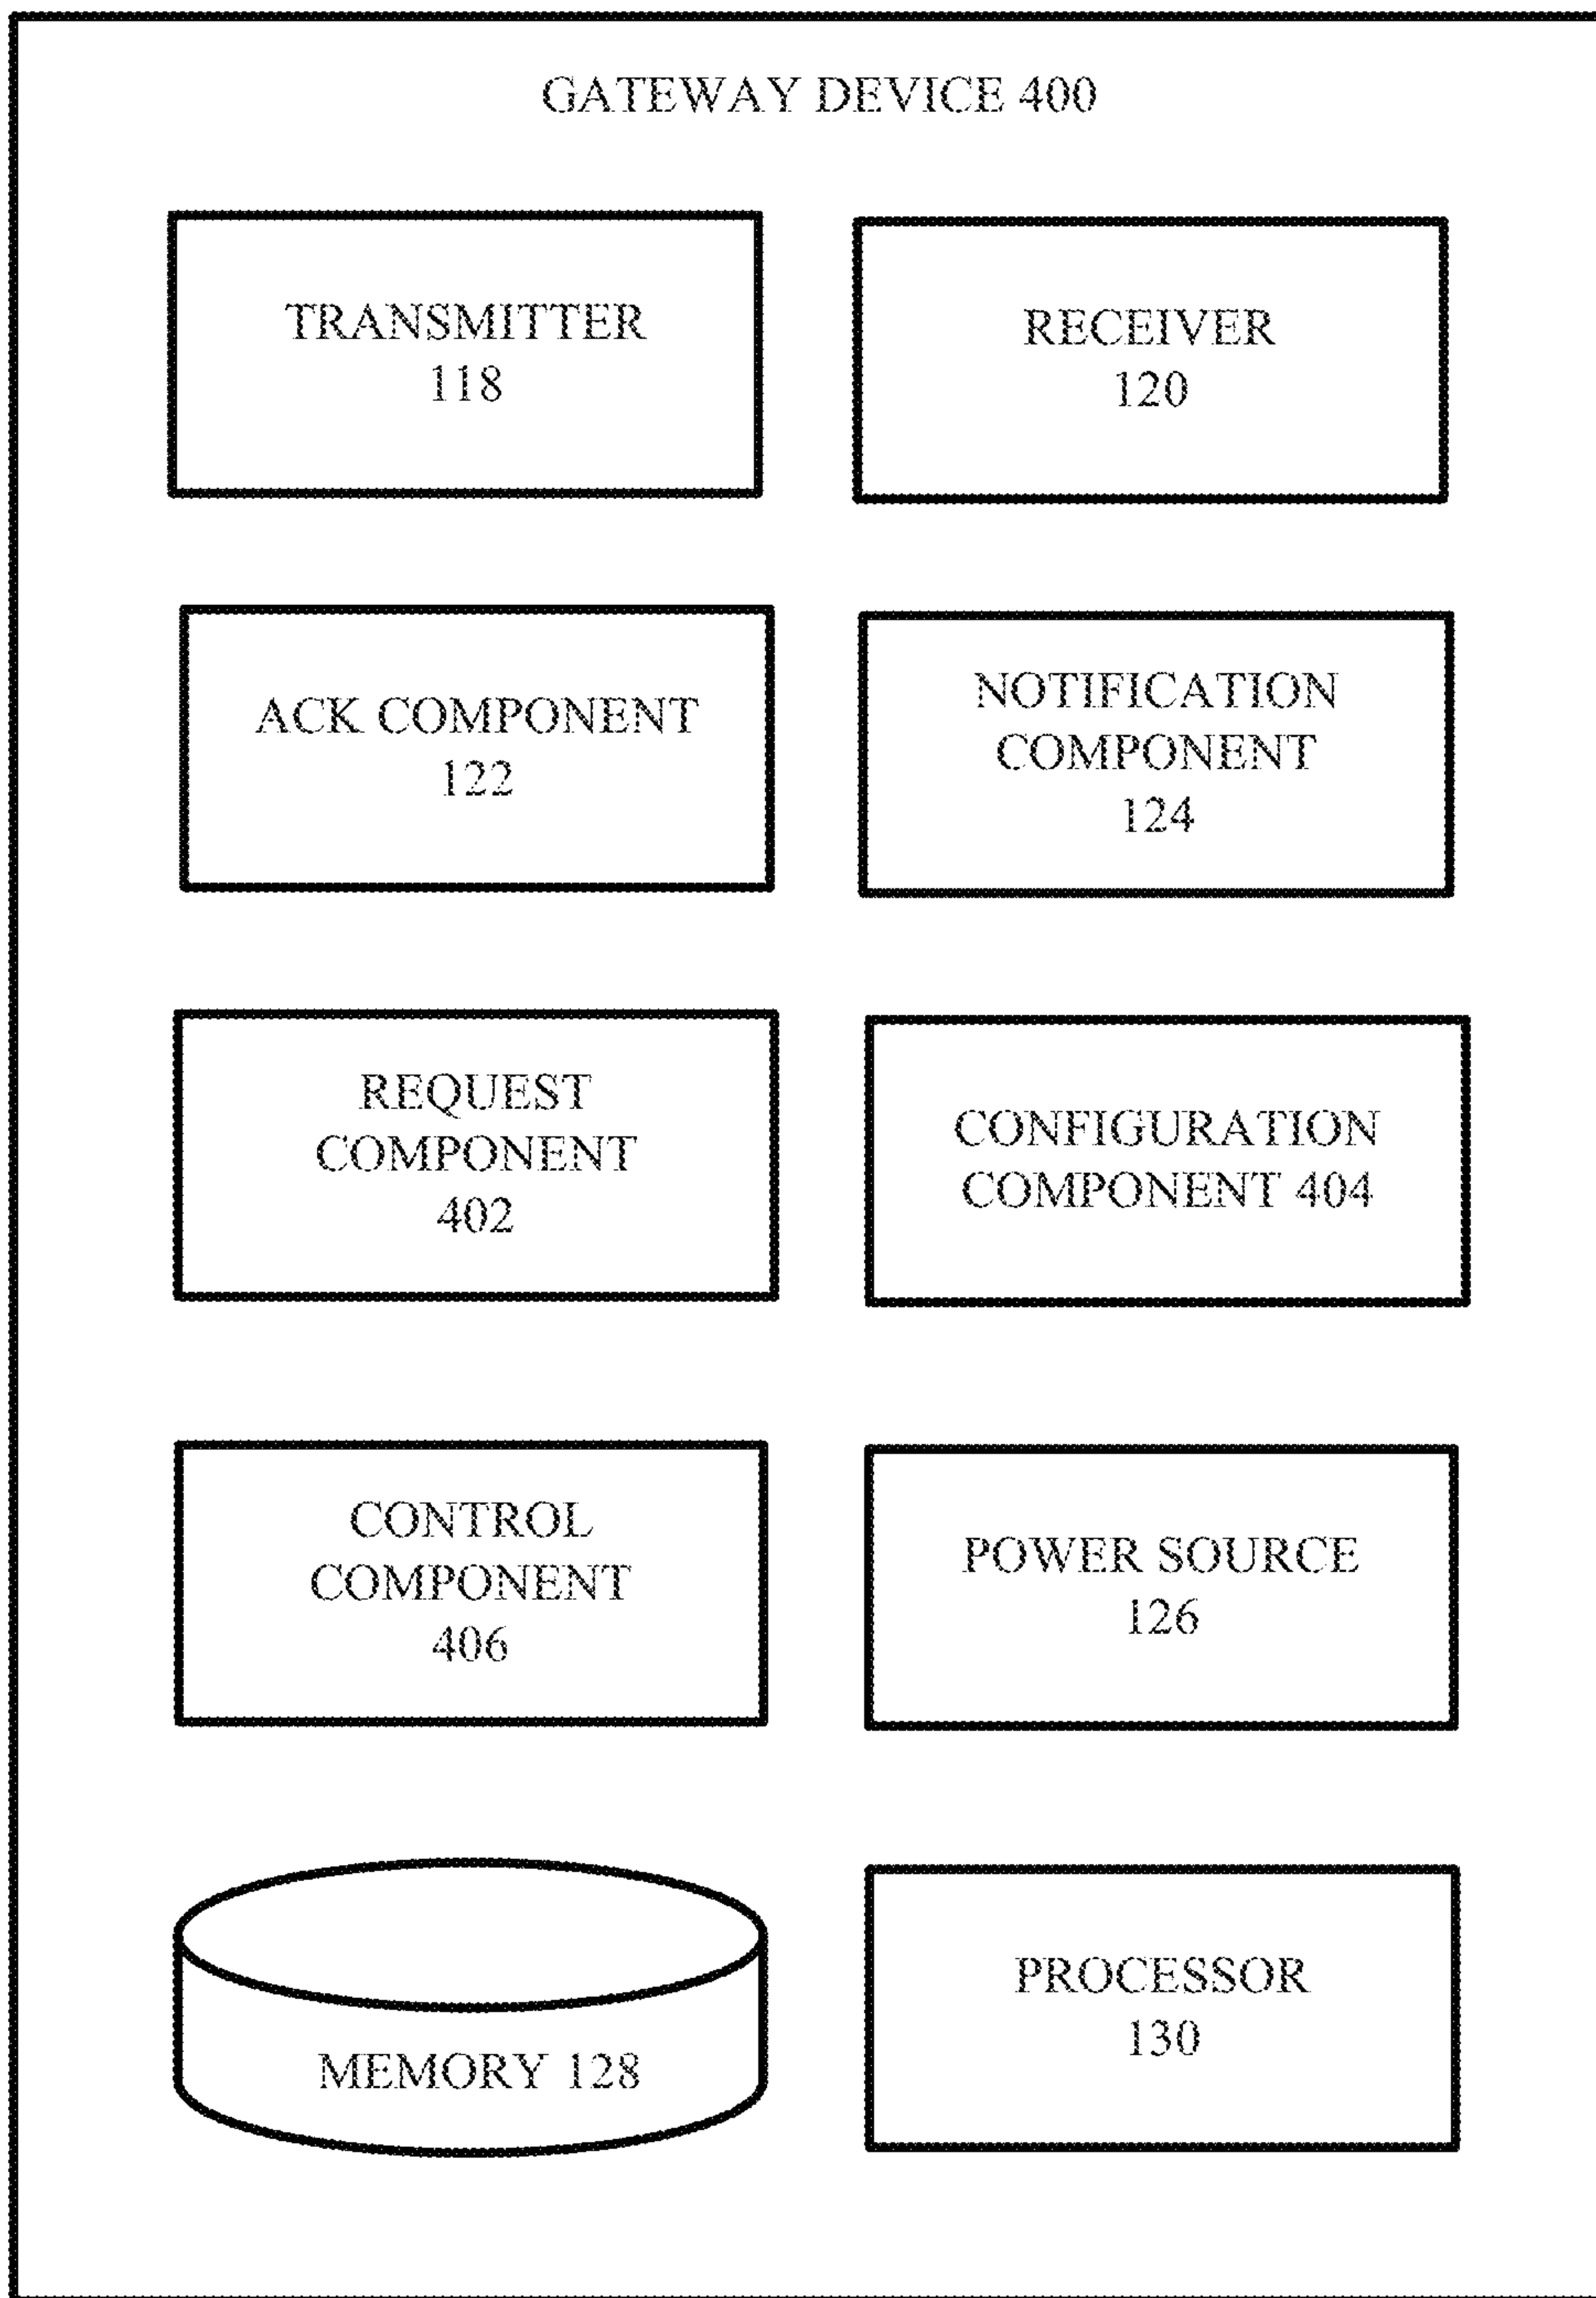 GATEWAY DEVICE 400
TRANSMITTER
118
RECEIVER
120
ACK COMPONENT
122
NOTIFICATION
COMPONENT
124
REQUEST
COMPONENT
402
CONFIGURATION
COMPONENT 404
CONTROL
COMPONENT
406
POWER SOURCE
126
MEMORY 128
PROCESSOR
130